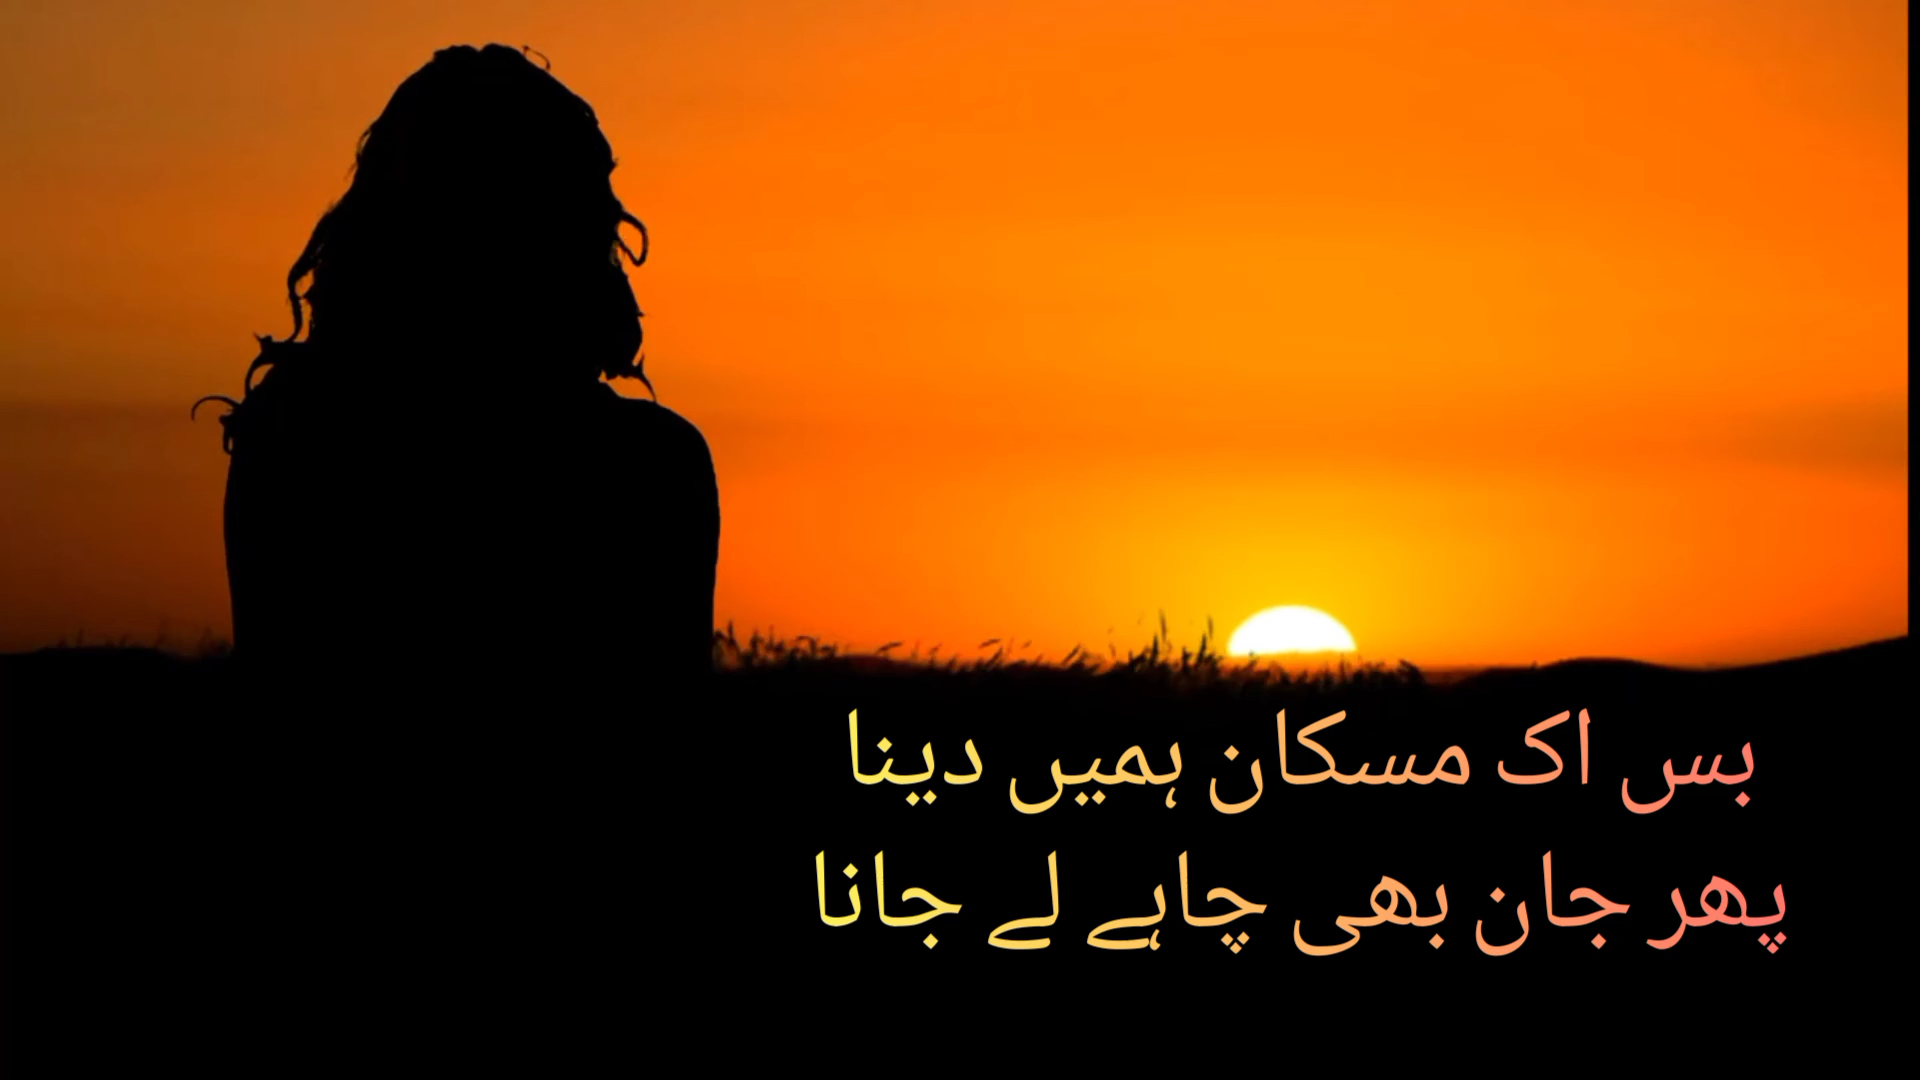 بس اک مسکان ہمیں دینا
پھر جان بھی چاہے لے جانا